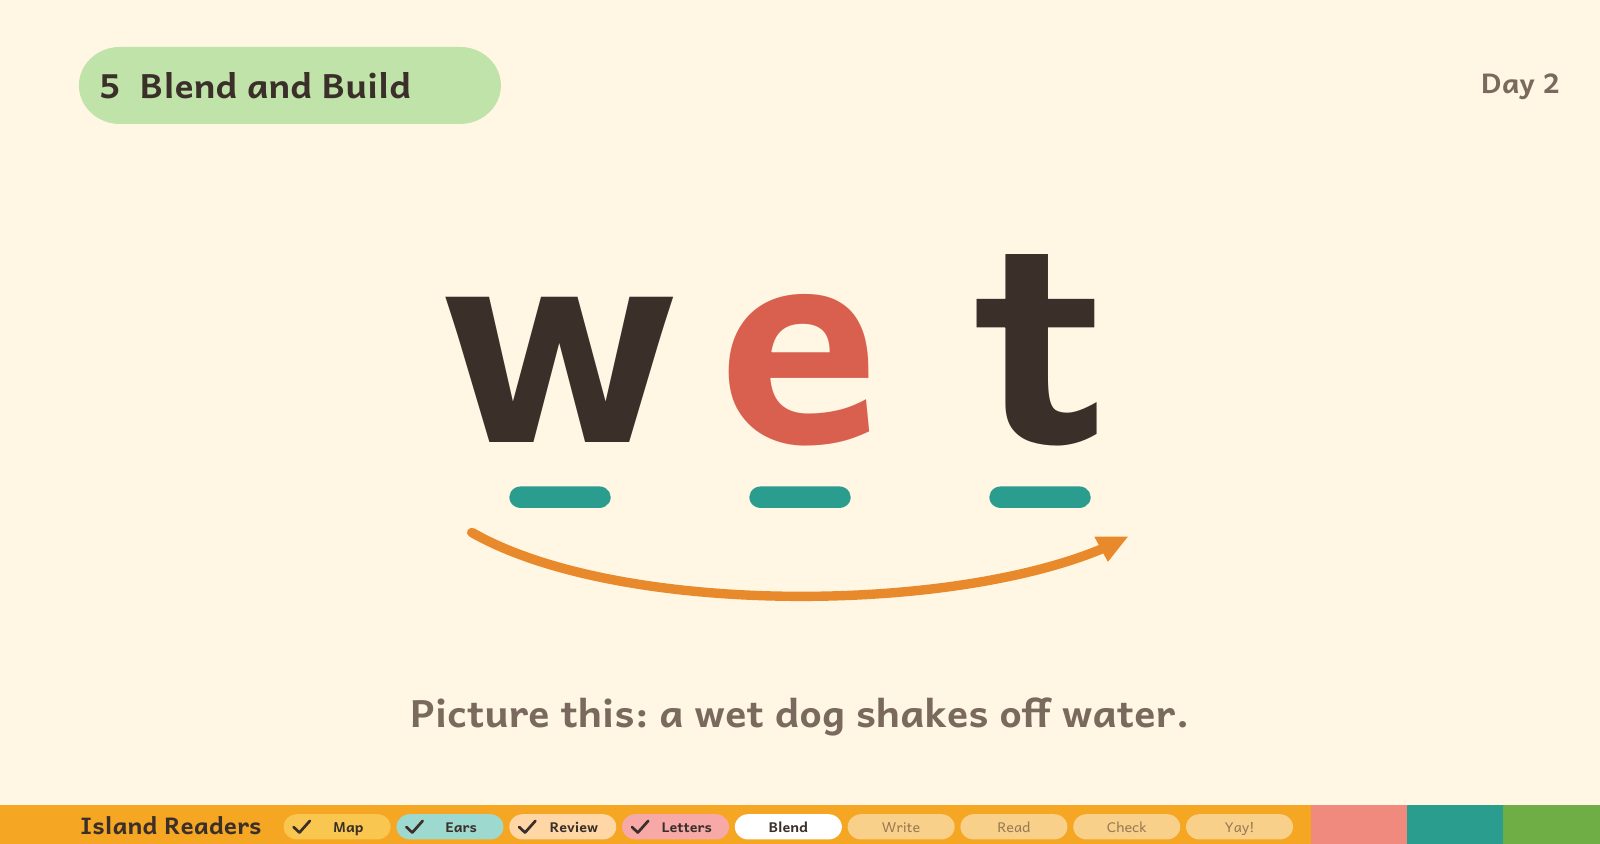 5 Blend and Build
Day 2
w e t
Picture this: a wet dog shakes off water.
Island Readers Map Ears Review Letters Blend Write Read Check Yay!